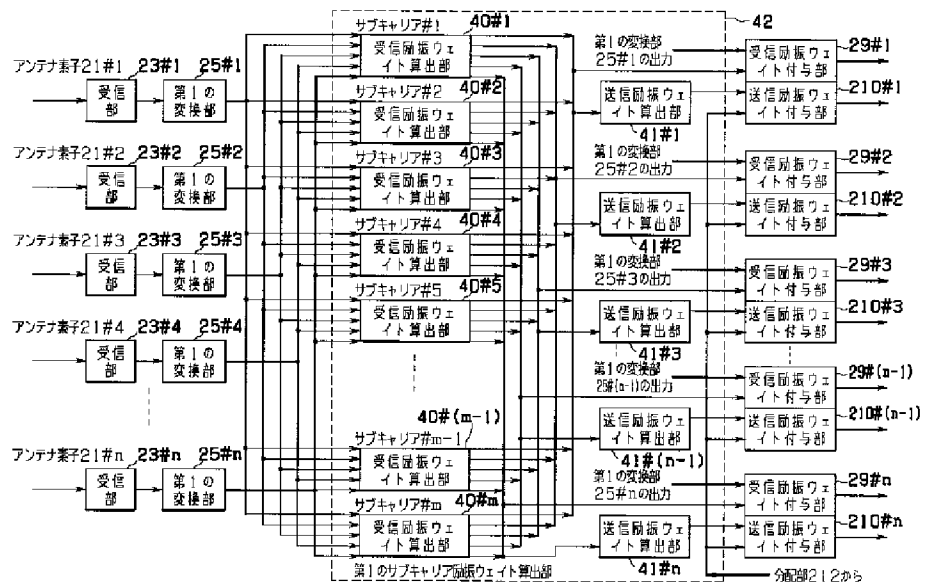 サブキャリア#1
40#1
42
アンテナ素子21#1
23#1
25#1
受信部
第1の変換部
受信励振ウェイト算出部
第1の変換部
25#1の出力
受信励振ウェイト付与部
29#1
送信励振ウェイト算出部
41#1
送信励振ウェイト付与部
210#1
サブキャリア#2
40#2
受信励振ウェイト算出部
アンテナ素子21#2
23#2
25#2
受信部
第1の変換部
サブキャリア#3
40#3
受信励振ウェイト算出部
第1の変換部
25#2の出力
受信励振ウェイト付与部
29#2
送信励振ウェイト算出部
41#2
送信励振ウェイト付与部
210#2
アンテナ素子21#3
23#3
25#3
受信部
第1の変換部
サブキャリア#4
40#4
受信励振ウェイト算出部
第1の変換部
25#3の出力
受信励振ウェイト付与部
29#3
サブキャリア#5
40#5
受信励振ウェイト算出部
送信励振ウェイト算出部
41#3
送信励振ウェイト付与部
210#3
アンテナ素子21#4
23#4
25#4
受信部
第1の変換部
第1の変換部
25#(n-1)の出力
受信励振ウェイト付与部
29#(n-1)
40#(m-1)
サブキャリア#m-1
受信励振ウェイト算出部
送信励振ウェイト算出部
41#(n-1)
送信励振ウェイト付与部
210#(n-1)
アンテナ素子21#n
23#n
25#n
受信部
第1の変換部
第1の変換部
25#nの出力
受信励振ウェイト付与部
29#n
サブキャリア#m
40#m
受信励振ウェイト算出部
送信励振ウェイト算出部
41#n
送信励振ウェイト付与部
210#n
第1のサブキャリア励振ウェイト算出部
分配部212から